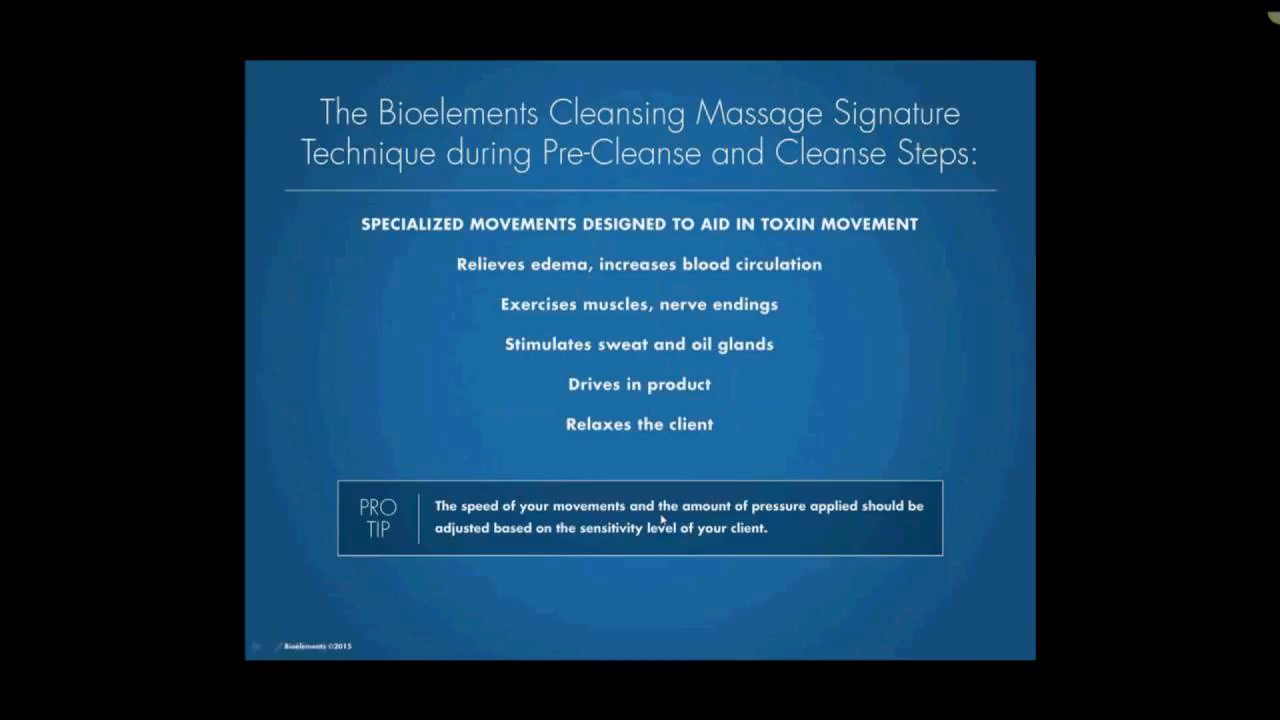 The Bioelements Cleansing Massage Signature
Technique during Pre-Cleanse and Cleanse Steps:
SPECIALIZED MOVEMENTS DESIGNED TO AID IN TOXIN MOVEMENT
Relieves edema, increases blood circulation
Exercises muscles, nerve endings
Stimulates sweat and oil glands
Drives in product
Relaxes the client
PRO
TIP
The speed of your movements and the amount of pressure applied should be
adjusted based on the sensitivity level of your client.
Bioelements ©2015